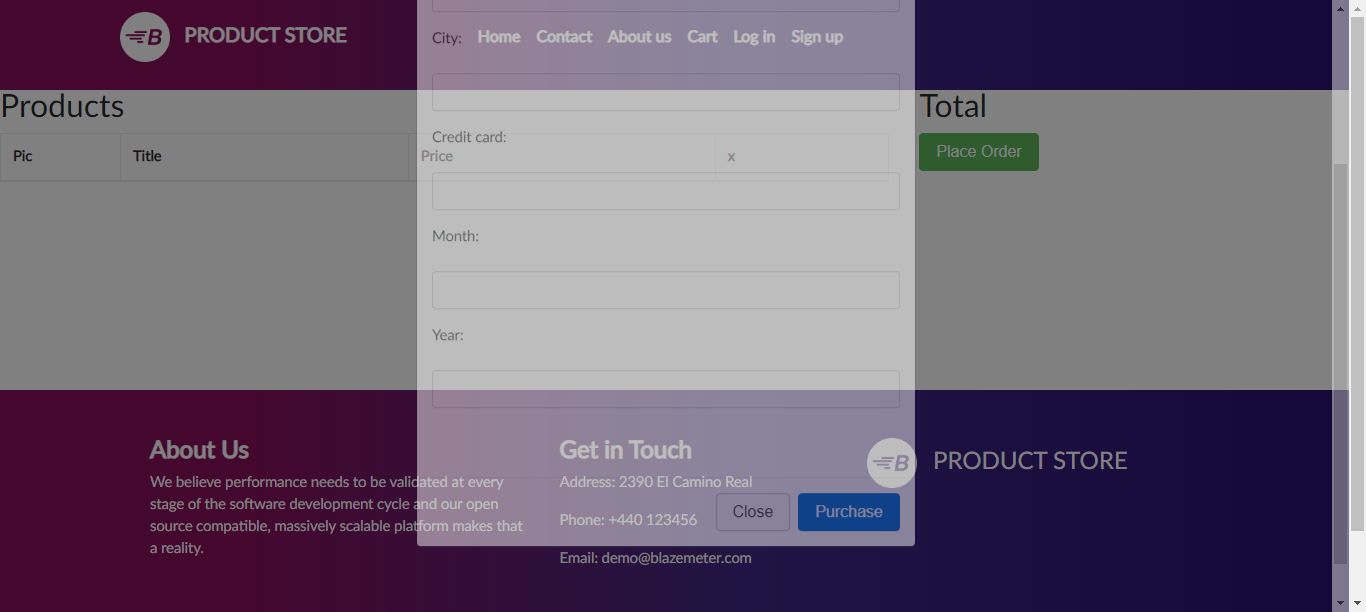 PRODUCT STORE
City: Home Contact About us Cart Log in Sign up
Products
Total
Credit card:
Place Order
Pic Title Price x
Month:
Year:
About Us
Get in Touch
PRODUCT STORE
We believe performance needs to be validated at every
stage of the software development cycle and our open
source compatible, massively scalable platform makes that
a reality.
Address: 2390 El Camino Real
Phone: +440 123456
Close Purchase
Email: demo@blazemeter.com